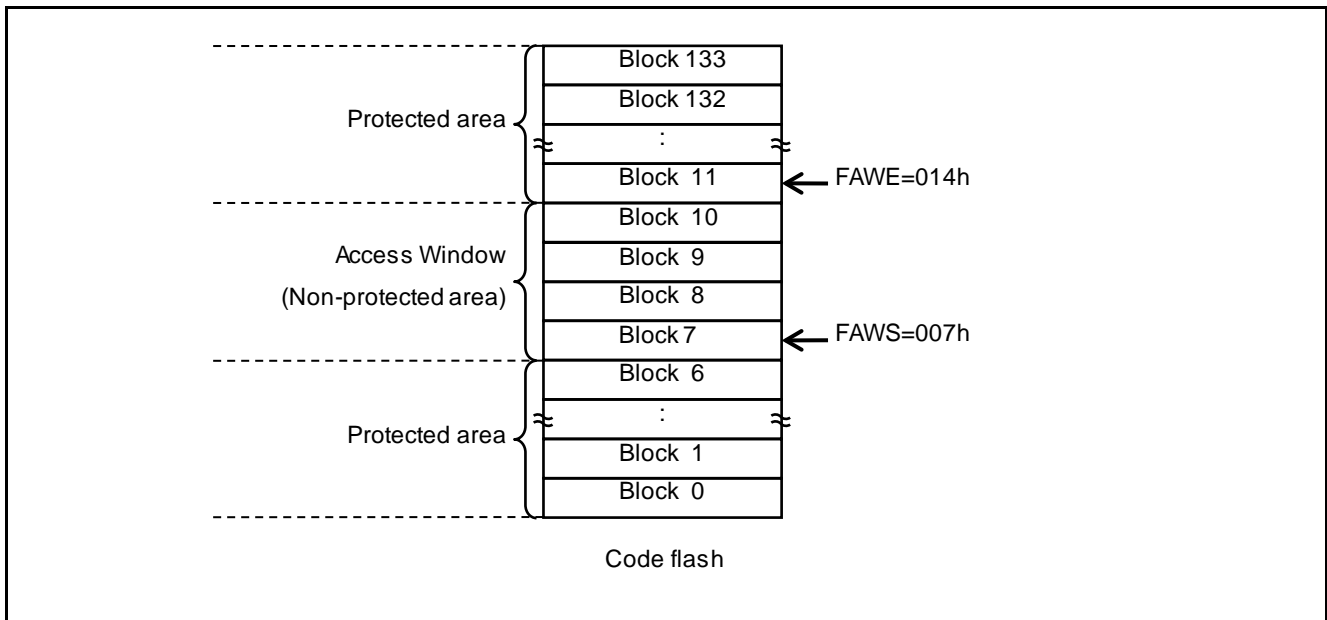 Block 133
Block 132
Protected area
:
Block 11
FAWE=014h
Block 10
Access Window
(Non-protected area)
Block 9
Block 8
Block 7
FAWS=007h
Block 6
:
Protected area
Block 1
Block 0
Code flash